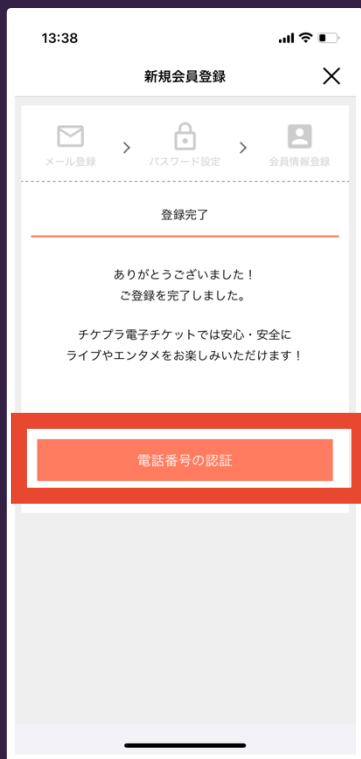 13:38
新規会員登録
メール登録
パスワード設定
会員情報登録
登録完了
ありがとうございました！
ご登録を完了しました。
チケプラ電子チケットでは安心・安全に
ライブやエンタメをお楽しみいただけます！
電話番号の認証